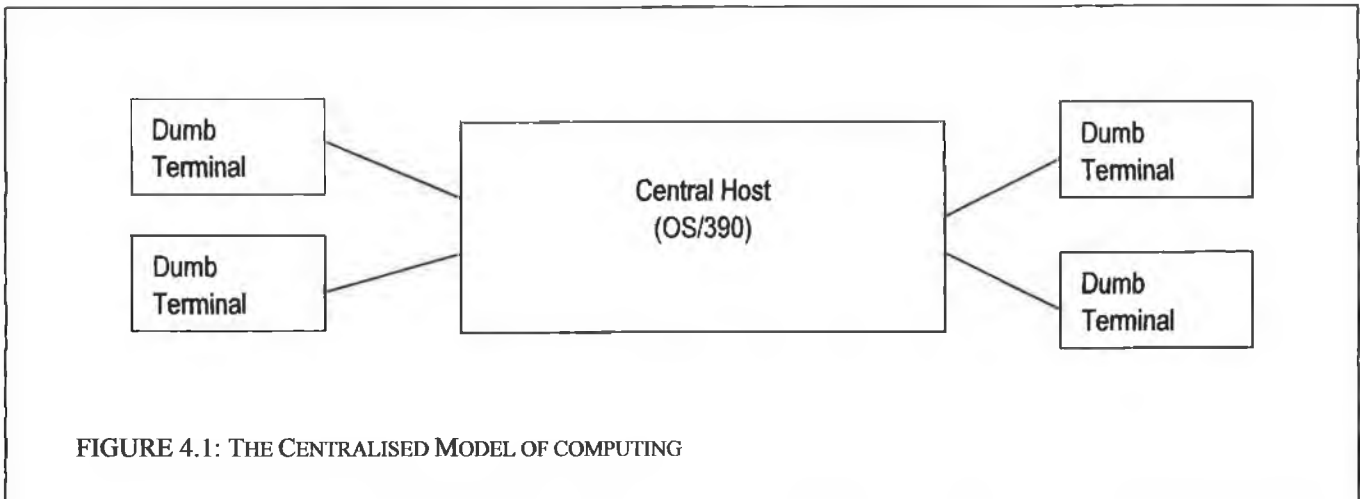 Dumb
Terminal
Dumb
Terminal
Central Host
(OS/390)
Dumb
Terminal
Dumb
Terminal
FIGURE 4.1: THE CENTRALISED MODEL OF COMPUTING